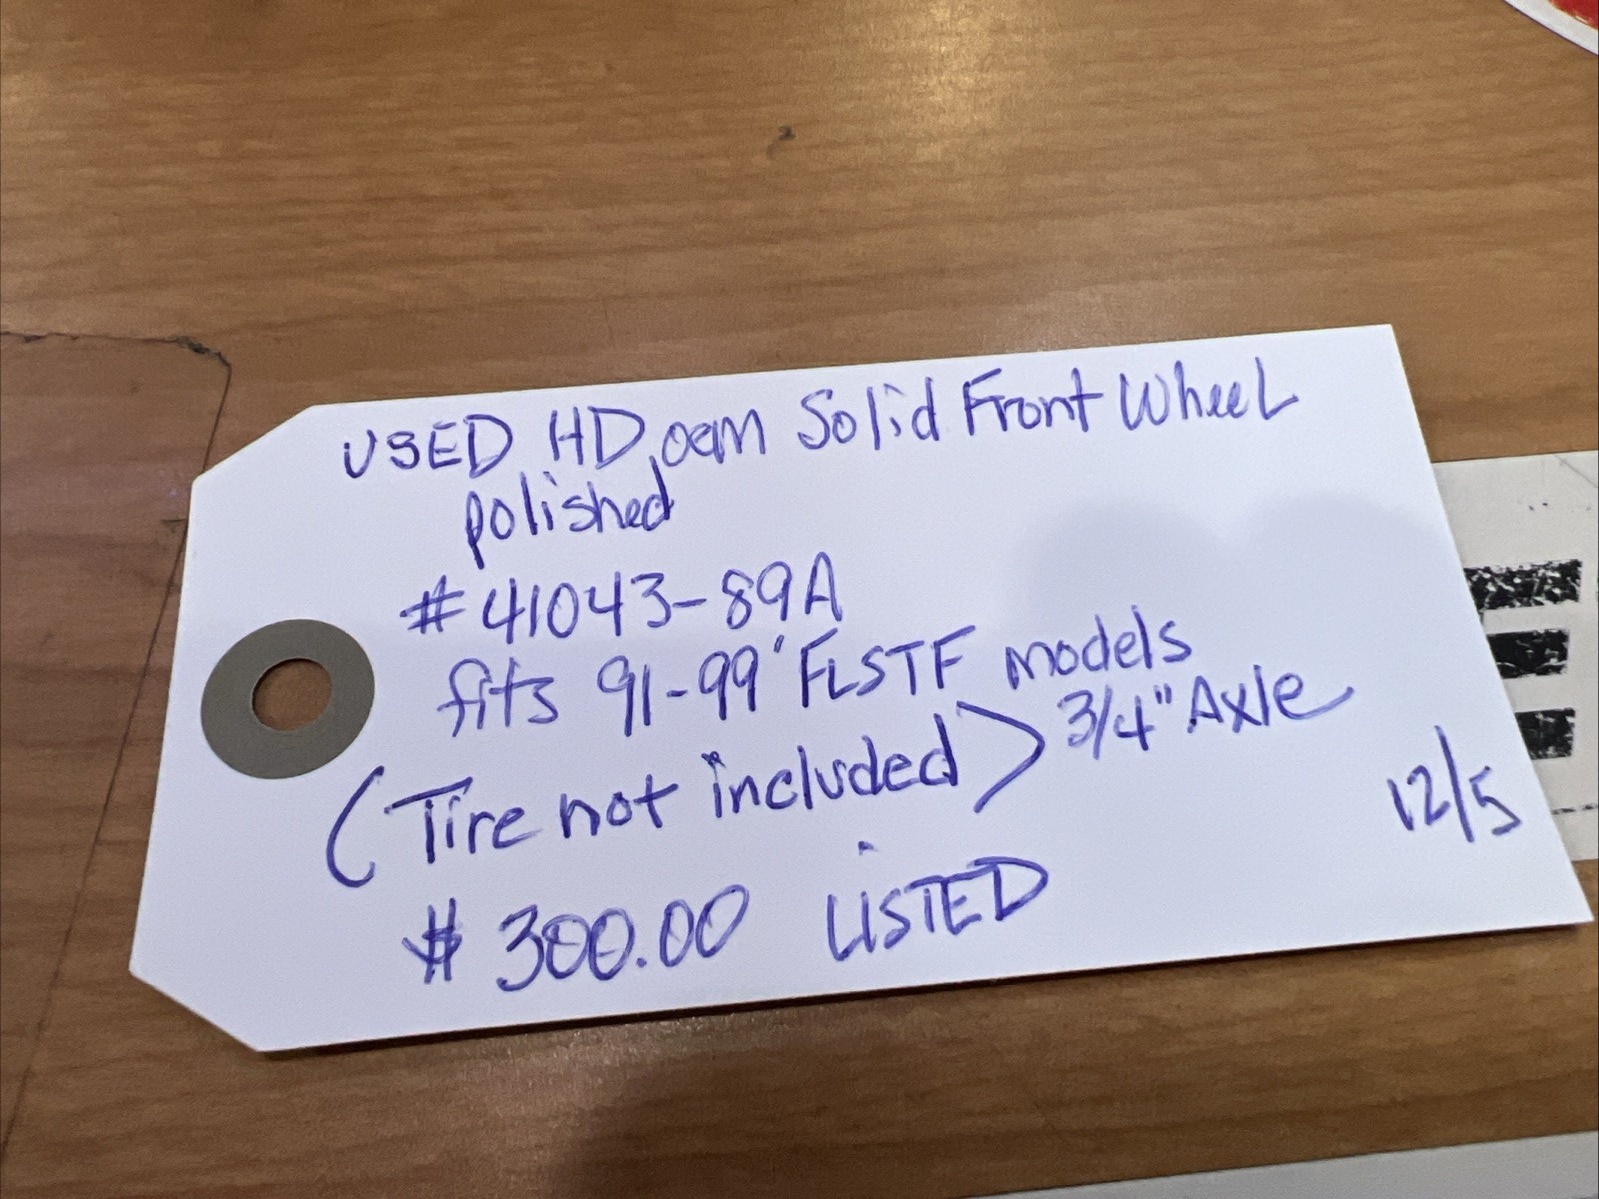 USED HD oem Solid Front Wheel
polished
#41043-89A
fits 91-99' FLSTF models
(Tire not included) 3/4" Axle
12/5
$300.00 LISTED